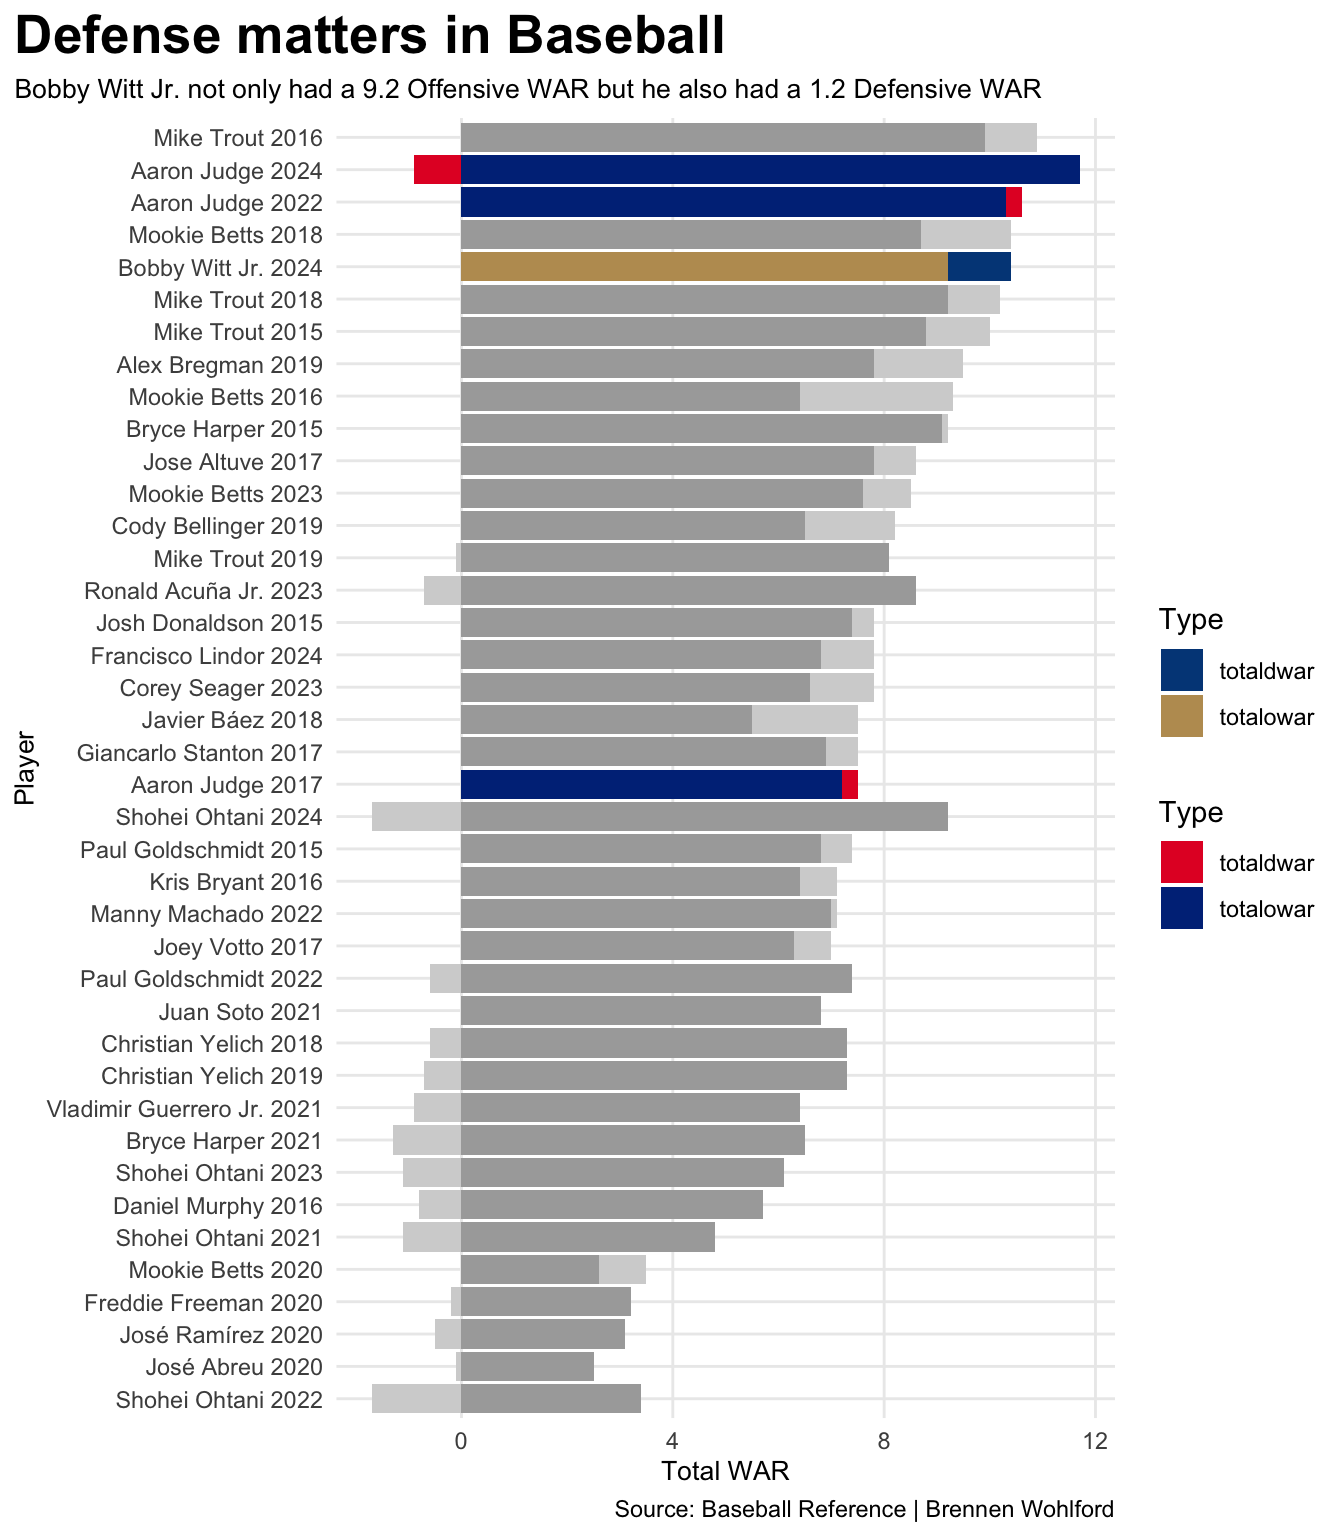 Defense matters in Baseball
Bobby Witt Jr. not only had a 9.2 Offensive WAR but he also had a 1.2 Defensive WAR
Player
Mike Trout 2016
Aaron Judge 2024
Aaron Judge 2022
Mookie Betts 2018
Bobby Witt Jr. 2024
Mike Trout 2018
Mike Trout 2015
Alex Bregman 2019
Mookie Betts 2016
Bryce Harper 2015
Jose Altuve 2017
Mookie Betts 2023
Cody Bellinger 2019
Mike Trout 2019
Ronald Acuña Jr. 2023
Josh Donaldson 2015
Francisco Lindor 2024
Corey Seager 2023
Javier Báez 2018
Giancarlo Stanton 2017
Aaron Judge 2017
Shohei Ohtani 2024
Paul Goldschmidt 2015
Kris Bryant 2016
Manny Machado 2022
Joey Votto 2017
Paul Goldschmidt 2022
Juan Soto 2021
Christian Yelich 2018
Christian Yelich 2019
Vladimir Guerrero Jr. 2021
Bryce Harper 2021
Shohei Ohtani 2023
Daniel Murphy 2016
Shohei Ohtani 2021
Mookie Betts 2020
Freddie Freeman 2020
José Ramírez 2020
José Abreu 2020
Shohei Ohtani 2022
0 4 8 12
Total WAR
Type
totaldwar
totalowar
Type
totaldwar
totalowar
Source: Baseball Reference | Brennen Wohlford